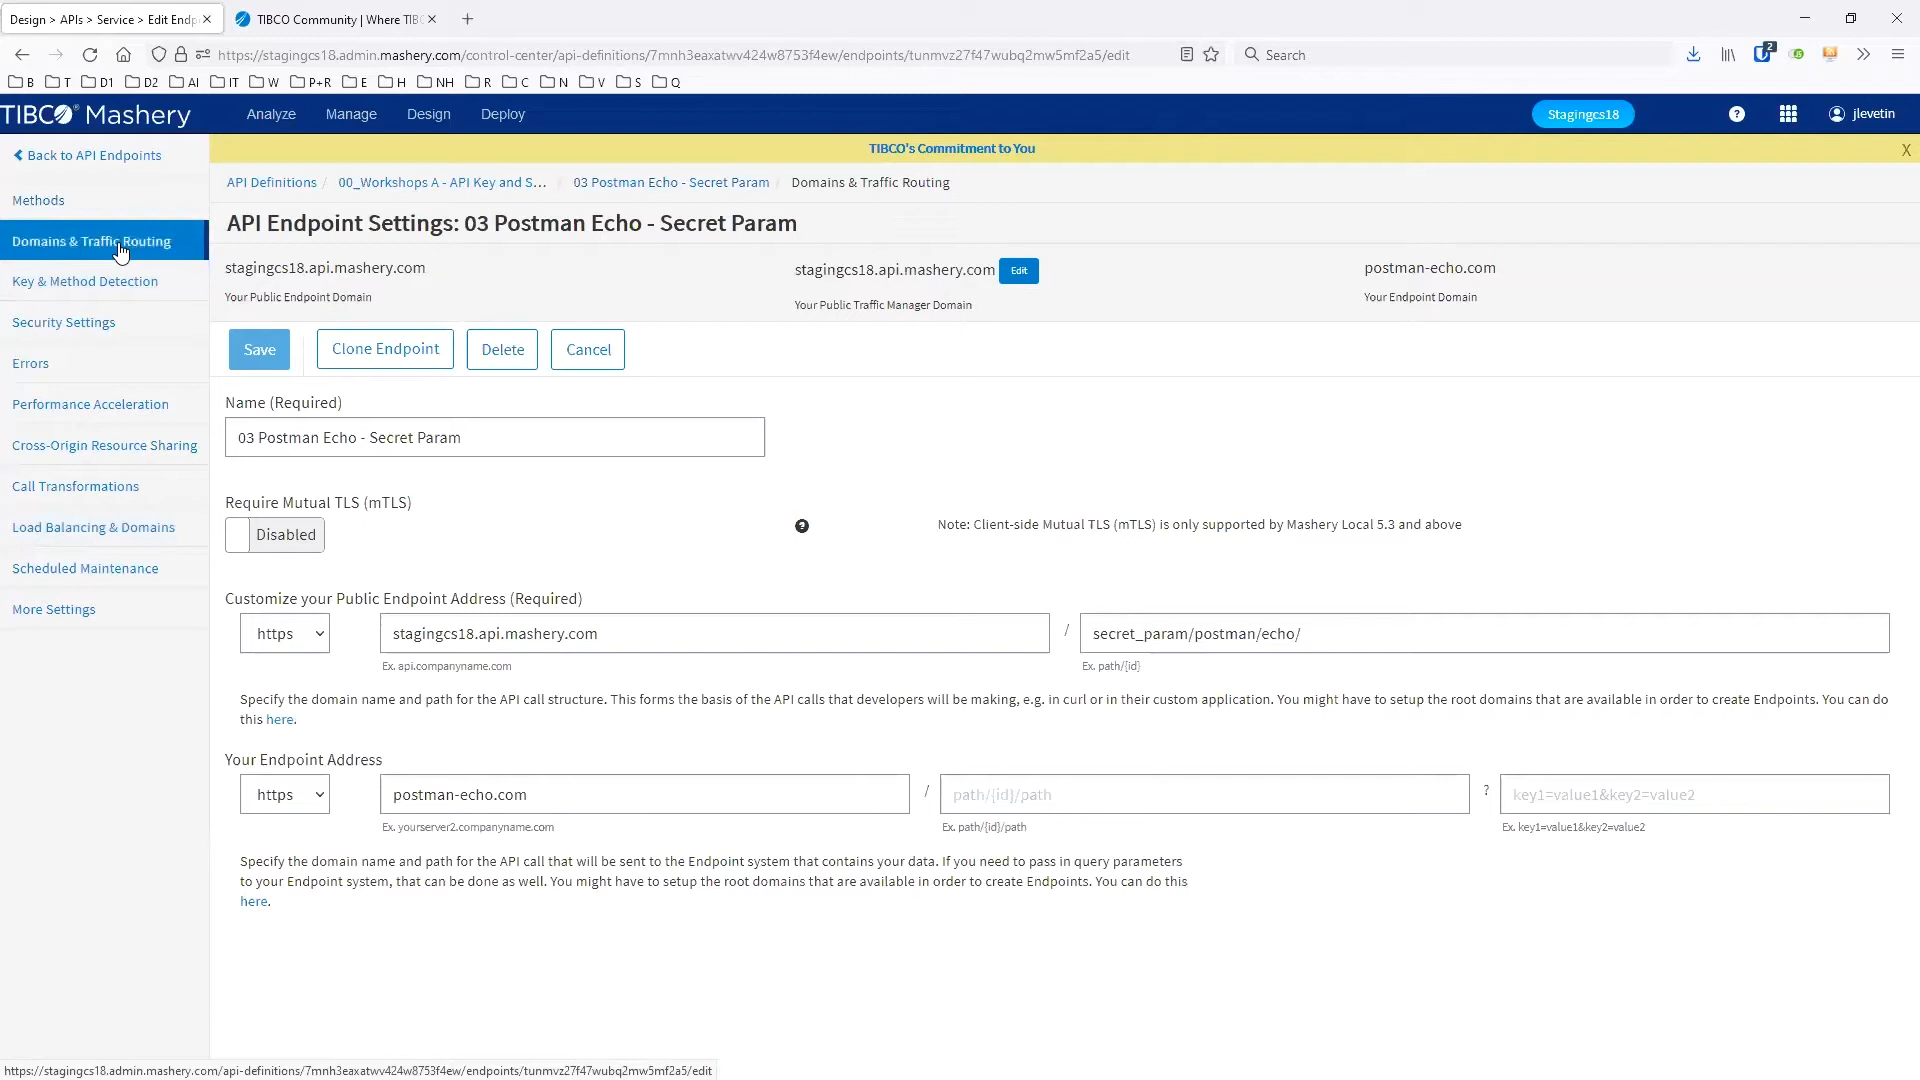 Design > APIs > Service > Edit Endp
TIBCO Community | Where TIB
https://stagingcs18.admin.mashery.com/control-center/api-definitions/7mnh3eaxatwv424w8753f4ew/endpoints/tunmvz27f47wubq2mw5mf2a5/edit
Search
2
B T D1 D2 AI IT W P+R E H NH R C N V S Q
TIBCO® Mashery
Analyze Manage Design Deploy
Stagingcs18
?
jlevetin
Back to API Endpoints
TIBCO's Commitment to You
X
API Definitions / 00_Workshops A - API Key and S... / 03 Postman Echo - Secret Param / Domains & Traffic Routing
Methods
Domains & Traffic Routing
Key & Method Detection
Security Settings
Errors
Performance Acceleration
Cross-Origin Resource Sharing
Call Transformations
Load Balancing & Domains
Scheduled Maintenance
More Settings
API Endpoint Settings: 03 Postman Echo - Secret Param
stagingcs18.api.mashery.com
Your Public Endpoint Domain
stagingcs18.api.mashery.com Edit
Your Public Traffic Manager Domain
postman-echo.com
Your Endpoint Domain
Save Clone Endpoint Delete Cancel
Name (Required)
03 Postman Echo - Secret Param
Require Mutual TLS (mTLS)
Disabled
?
Note: Client-side Mutual TLS (mTLS) is only supported by Mashery Local 5.3 and above
Customize your Public Endpoint Address (Required)
https stagingcs18.api.mashery.com / secret_param/postman/echo/
Ex. api.companyname.com Ex. path/{id}
Specify the domain name and path for the API call structure. This forms the basis of the API calls that developers will be making, e.g. in curl or in their custom application. You might have to setup the root domains that are available in order to create Endpoints. You can do
this here.
Your Endpoint Address
https postman-echo.com / path/{id}/path ? key1=value1&key2=value2
Ex. yourserver2.companyname.com Ex. path/{id}/path Ex. key1=value1&key2=value2
Specify the domain name and path for the API call that will be sent to the Endpoint system that contains your data. If you need to pass in query parameters
to your Endpoint system, that can be done as well. You might have to setup the root domains that are available in order to create Endpoints. You can do this
here.
https://stagingcs18.admin.mashery.com/api-definitions/7mnh3eaxatwv424w8753f4ew/endpoints/tunmvz27f47wubq2mw5mf2a5/edit